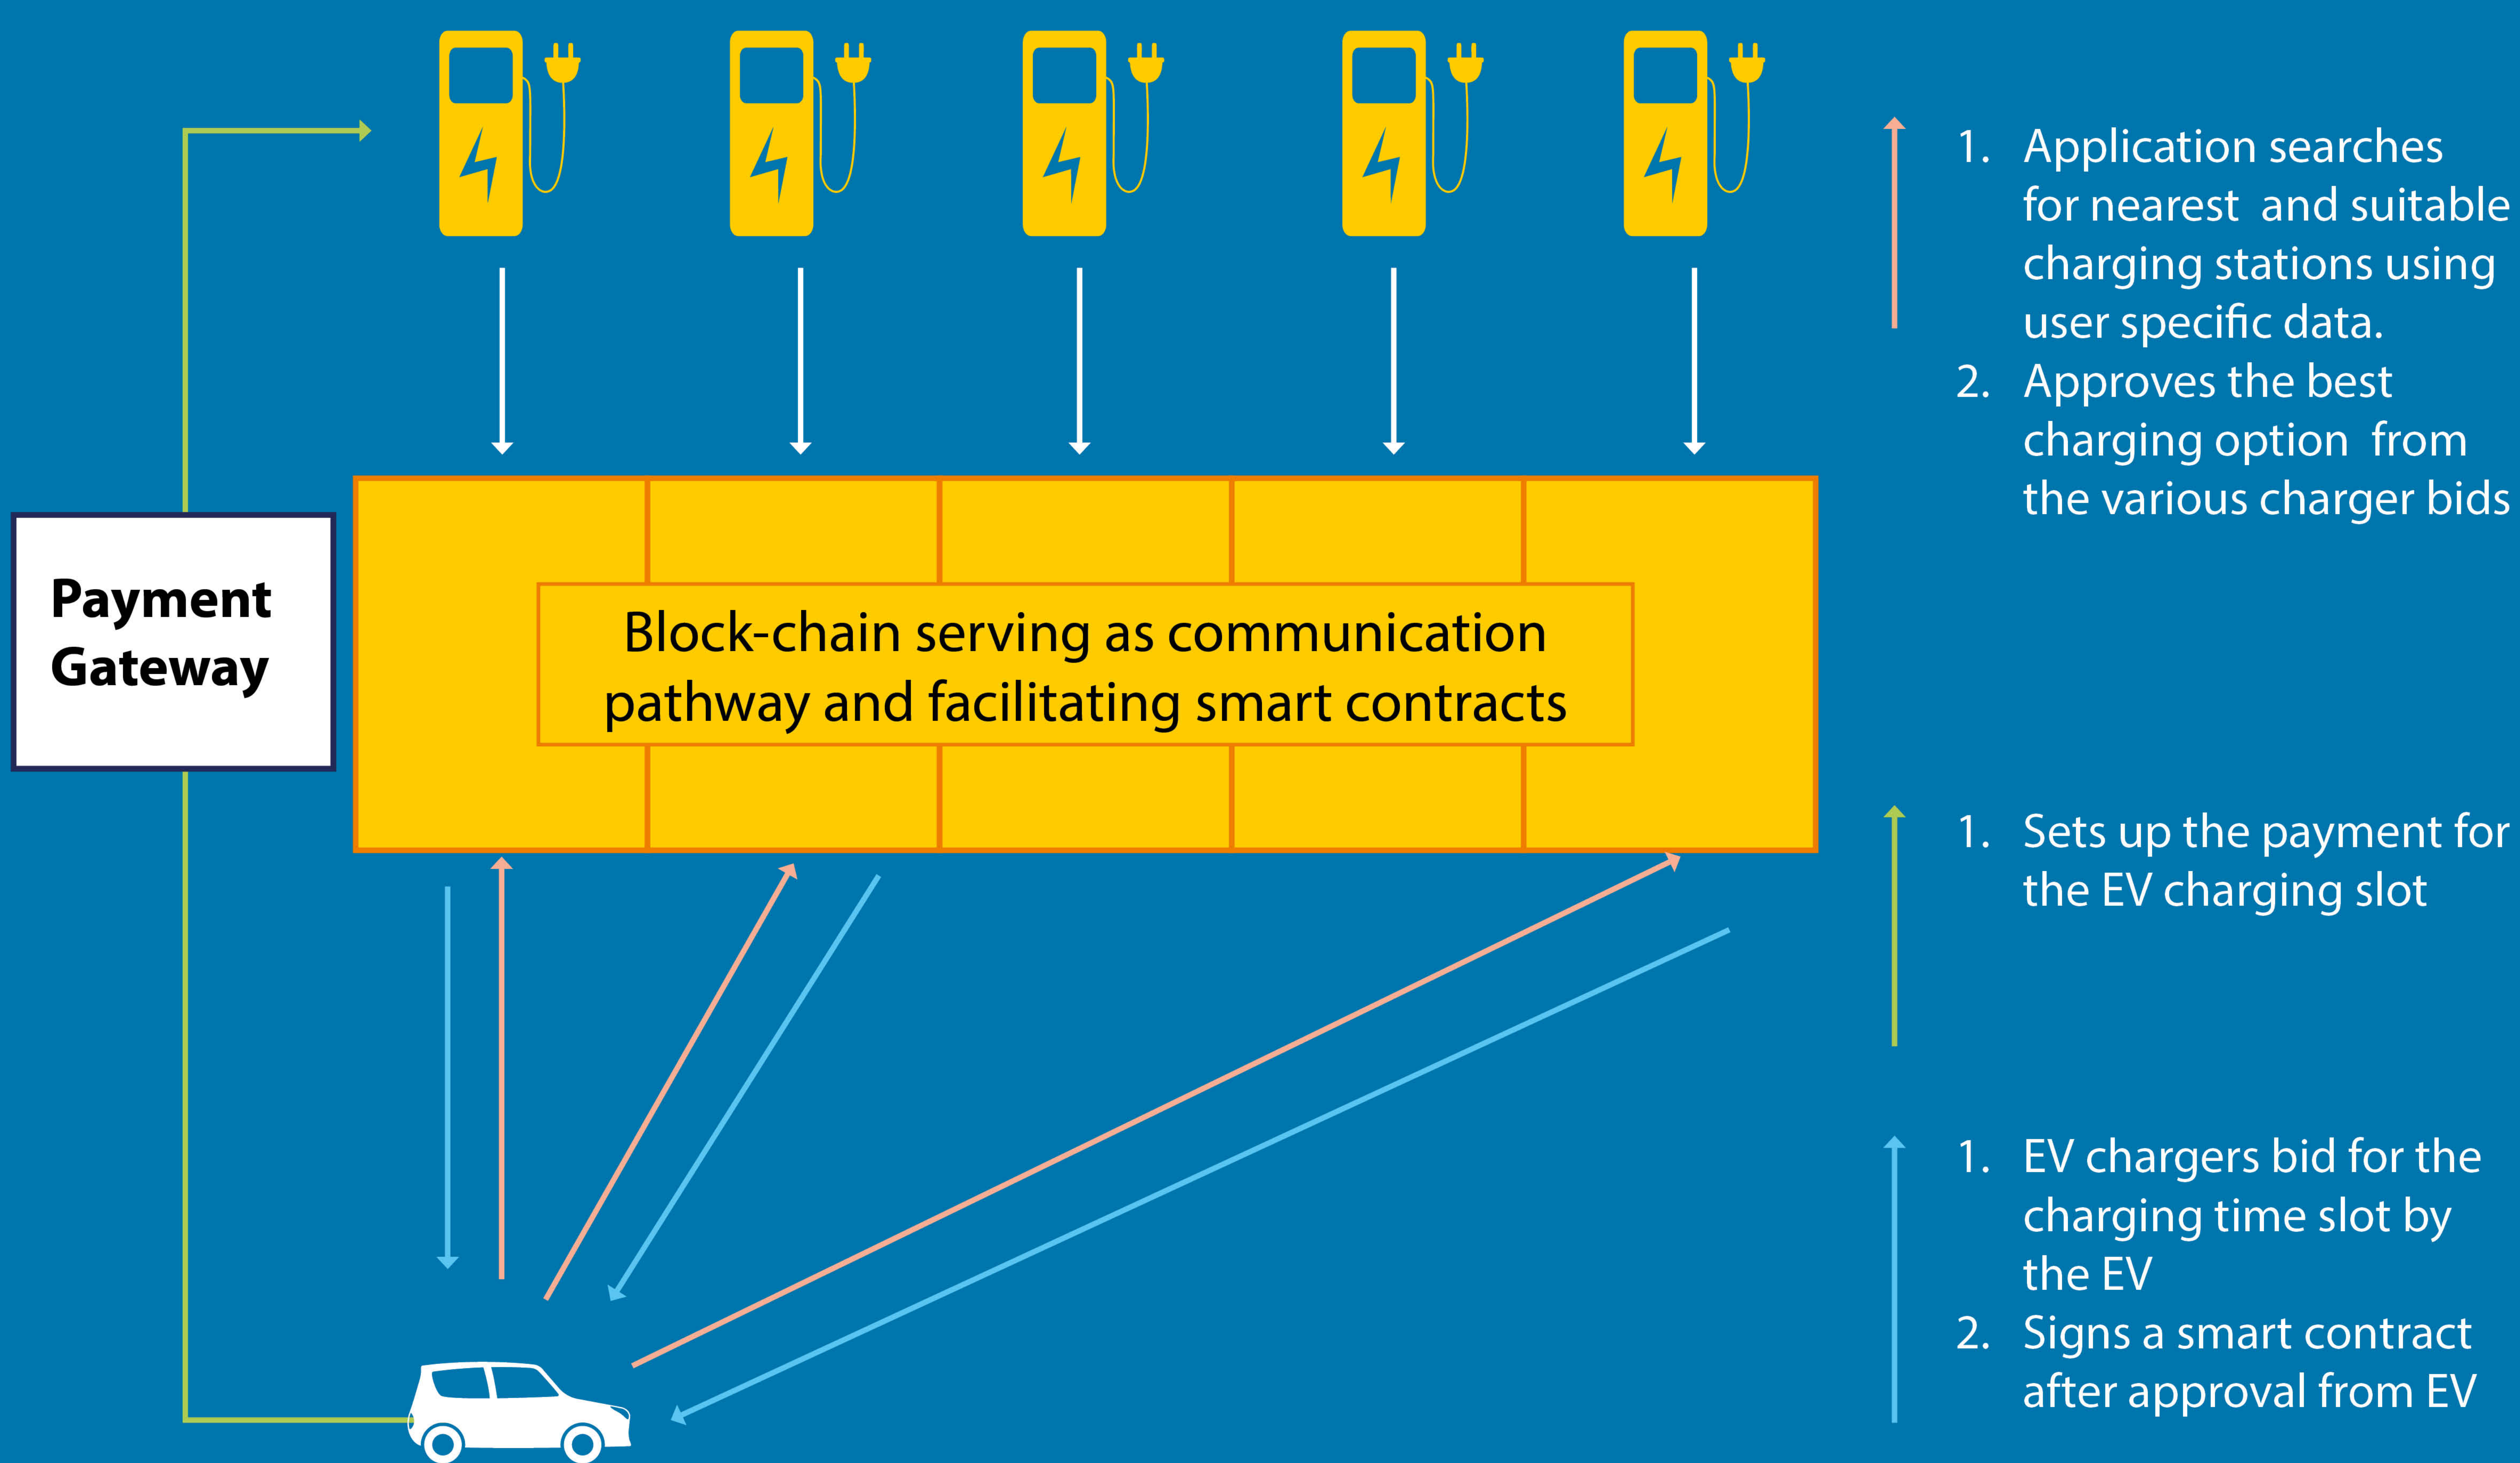 1. Application searches
for nearest and suitable
charging stations using
user specific data.
2. Approves the best
charging option from
the various charger bids
Payment
Gateway
Block-chain serving as communication
pathway and facilitating smart contracts
1. Sets up the payment for
the EV charging slot
1. EV chargers bid for the
charging time slot by
the EV
2. Signs a smart contract
after approval from EV